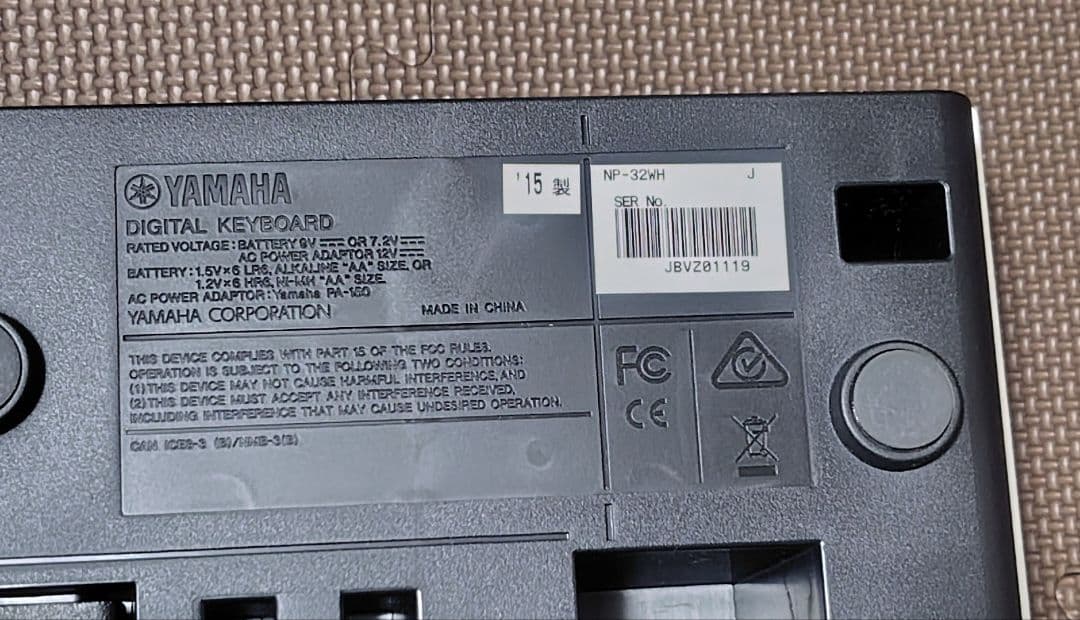 YAMAHA
DIGITAL KEYBOARD
RATED VOLTAGE : BATTERY 9V OR 7.2V
AC POWER ADAPTOR 12V
BATTERY : 1.5V×6 LR6, ALKALINE "AA" SIZE, OR
1.2V×6 HR6, NI-MH "AA" SIZE
AC POWER ADAPTOR : Yamaha PA-150
YAMAHA CORPORATION
MADE IN CHINA
'15 製
NP-32WH J
SER No.
JBVZ01119
THIS DEVICE COMPLIES WITH PART 15 OF THE FCC RULES.
OPERATION IS SUBJECT TO THE FOLLOWING TWO CONDITIONS:
(1) THIS DEVICE MAY NOT CAUSE HARMFUL INTERFERENCE, AND
(2) THIS DEVICE MUST ACCEPT ANY INTERFERENCE RECEIVED,
INCLUDING INTERFERENCE THAT MAY CAUSE UNDESIRED OPERATION.
CAN ICES-3 (B)/NMB-3(B)
FC
CE